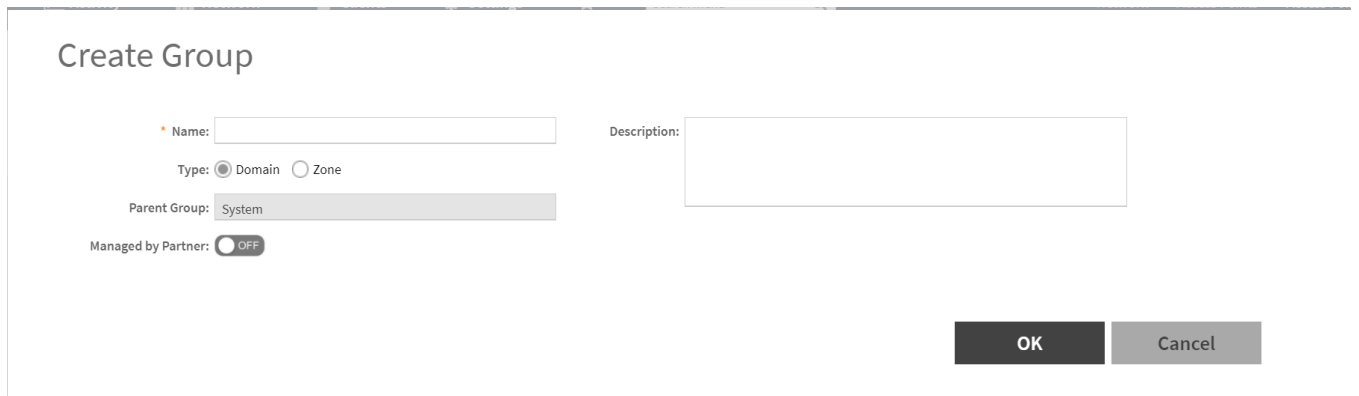 Create Group
* Name:
Description:
Type: Domain Zone
Parent Group: System
Managed by Partner: OFF
OK Cancel